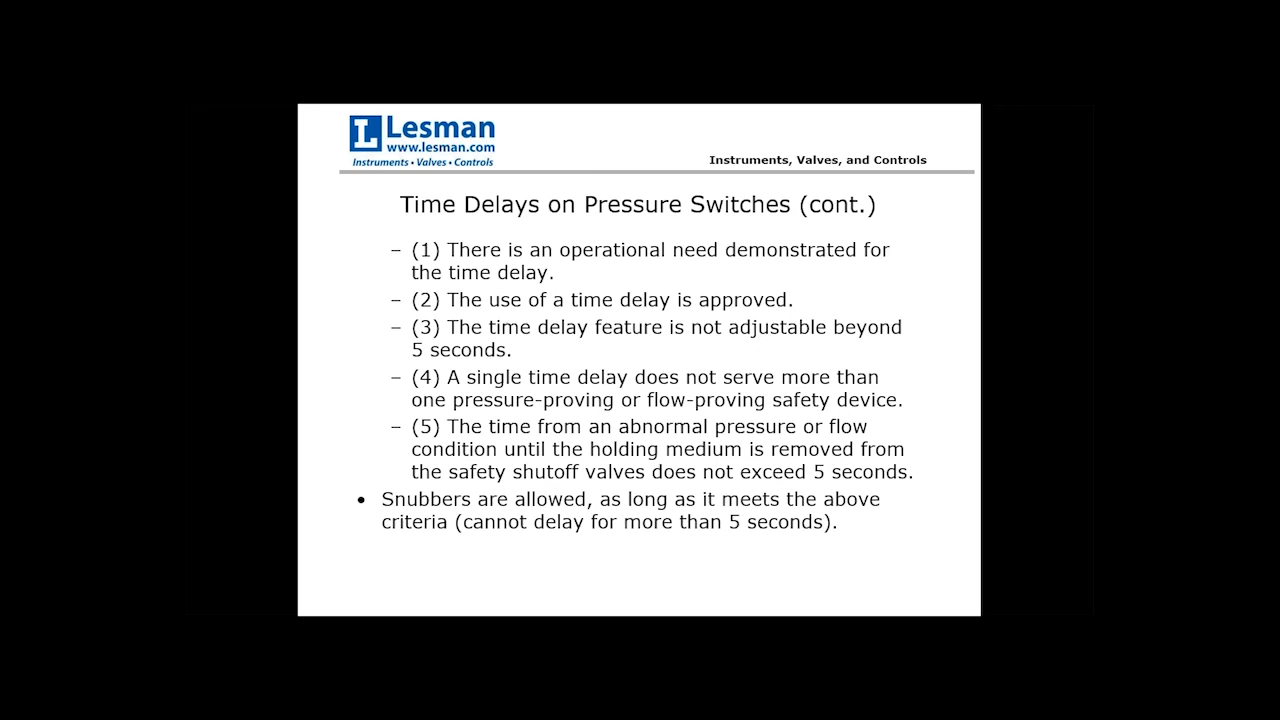 L Lesman
www.lesman.com
Instruments • Valves • Controls
Instruments, Valves, and Controls
Time Delays on Pressure Switches (cont.)
– (1) There is an operational need demonstrated for
the time delay.
– (2) The use of a time delay is approved.
– (3) The time delay feature is not adjustable beyond
5 seconds.
– (4) A single time delay does not serve more than
one pressure-proving or flow-proving safety device.
– (5) The time from an abnormal pressure or flow
condition until the holding medium is removed from
the safety shutoff valves does not exceed 5 seconds.
• Snubbers are allowed, as long as it meets the above
criteria (cannot delay for more than 5 seconds).